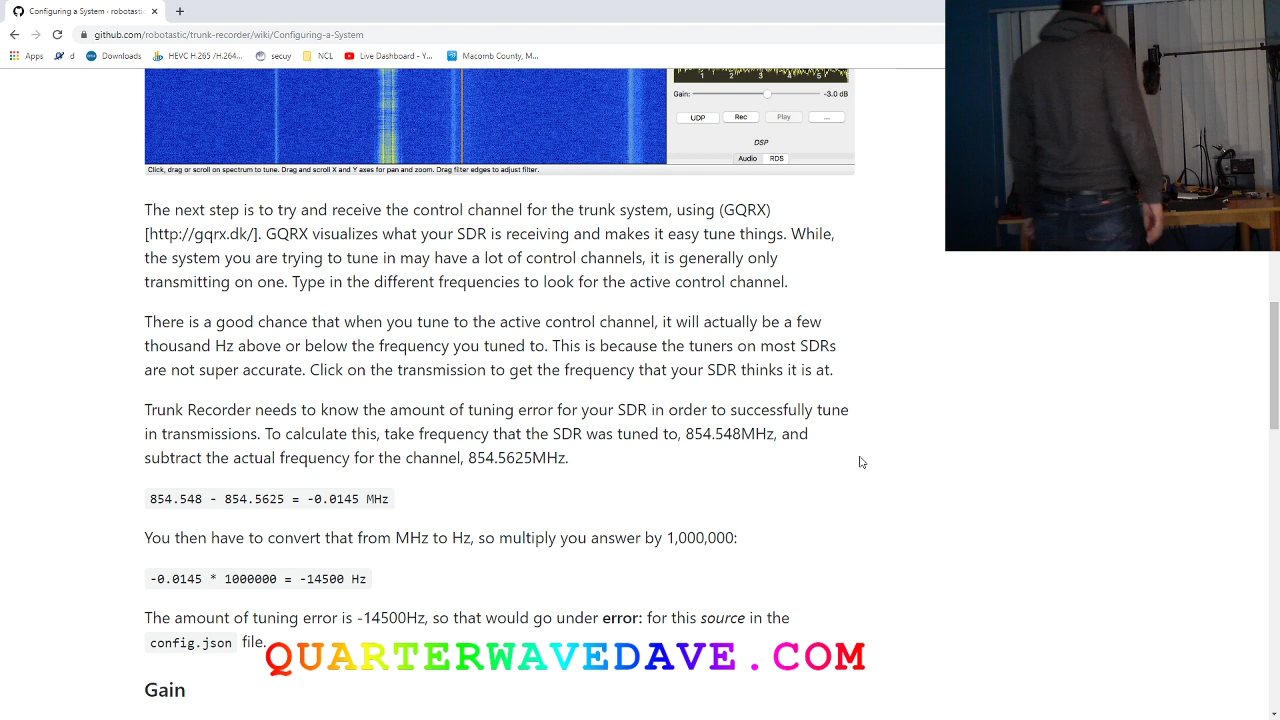 Configuring a System · robotastic
github.com/robotastic/trunk-recorder/wiki/Configuring-a-System
Apps d Downloads HEVC H.265 /H.264... secuy NCL Live Dashboard - Y... Macomb County, M...
1 2 3 4 5
Gain: -3.0 dB
UDP Rec Play ...
DSP
Audio RDS
Click, drag or scroll on spectrum to tune. Drag and scroll X and Y axes for pan and zoom. Drag filter edges to adjust filter.
The next step is to try and receive the control channel for the trunk system, using (GQRX)
[http://gqrx.dk/]. GQRX visualizes what your SDR is receiving and makes it easy tune things. While,
the system you are trying to tune in may have a lot of control channels, it is generally only
transmitting on one. Type in the different frequencies to look for the active control channel.
There is a good chance that when you tune to the active control channel, it will actually be a few
thousand Hz above or below the frequency you tuned to. This is because the tuners on most SDRs
are not super accurate. Click on the transmission to get the frequency that your SDR thinks it is at.
Trunk Recorder needs to know the amount of tuning error for your SDR in order to successfully tune
in transmissions. To calculate this, take frequency that the SDR was tuned to, 854.548MHz, and
subtract the actual frequency for the channel, 854.5625MHz.
854.548 - 854.5625 = -0.0145 MHz
You then have to convert that from MHz to Hz, so multiply you answer by 1,000,000:
-0.0145 * 1000000 = -14500 Hz
The amount of tuning error is -14500Hz, so that would go under error: for this source in the
config.json file.
QUARTERWAVEDAVE.COM
Gain